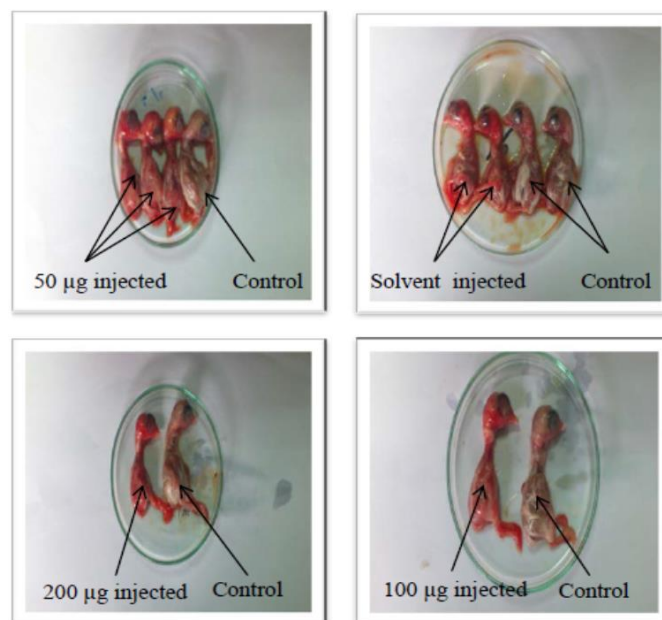 50 µg injected Control
Solvent injected Control
200 µg injected Control
100 µg injected Control